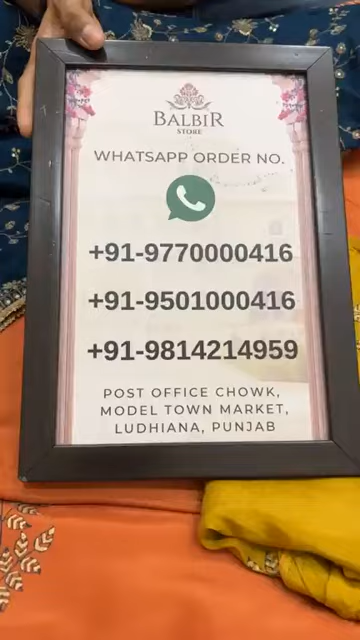 BALBIR
STORE
WHATSAPP ORDER NO.
+91-9770000416
+91-9501000416
+91-9814214959
POST OFFICE CHOWK,
MODEL TOWN MARKET,
LUDHIANA, PUNJAB